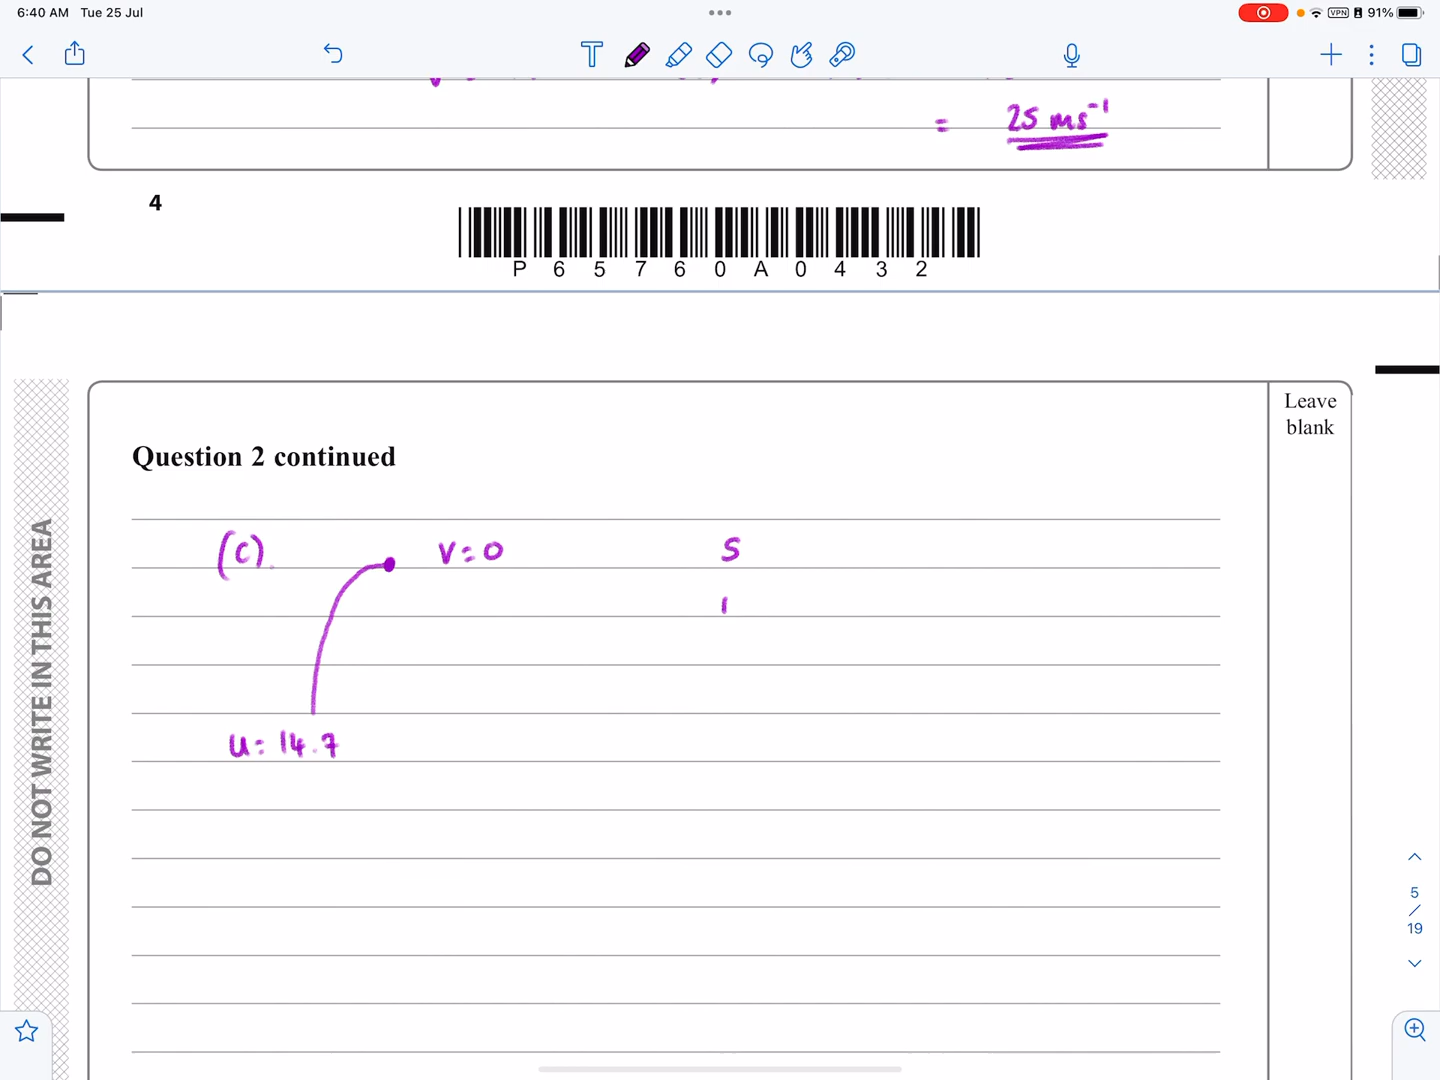 6:40 AM Tue 25 Jul
VPN 91%
= 25 ms⁻¹
4
P 6 5 7 6 0 A 0 4 3 2
Leave
blank
Question 2 continued
DO NOT WRITE IN THIS AREA
(c). v = 0 S
u = 14.7
5
/
19